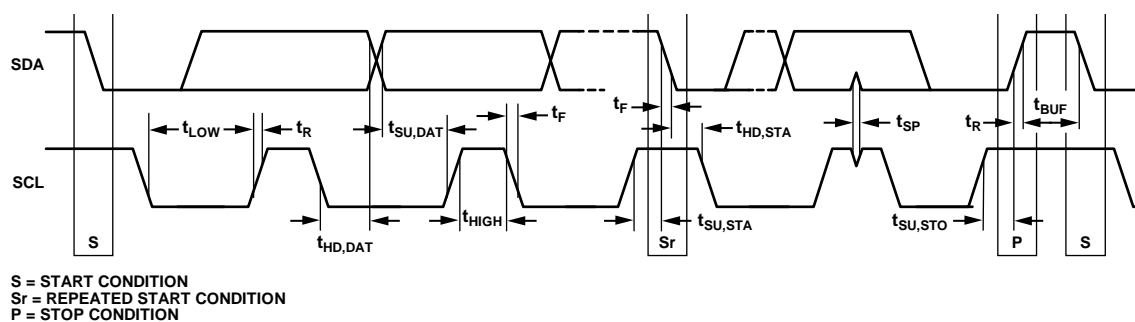 SDA
tF
tF
tBUF
tLOW
tR
tSU,DAT
tHD,STA
tSP
tR
SCL
tHD,DAT
tHIGH
tSU,STA
tSU,STO
S
Sr
P
S
S = START CONDITION
Sr = REPEATED START CONDITION
P = STOP CONDITION